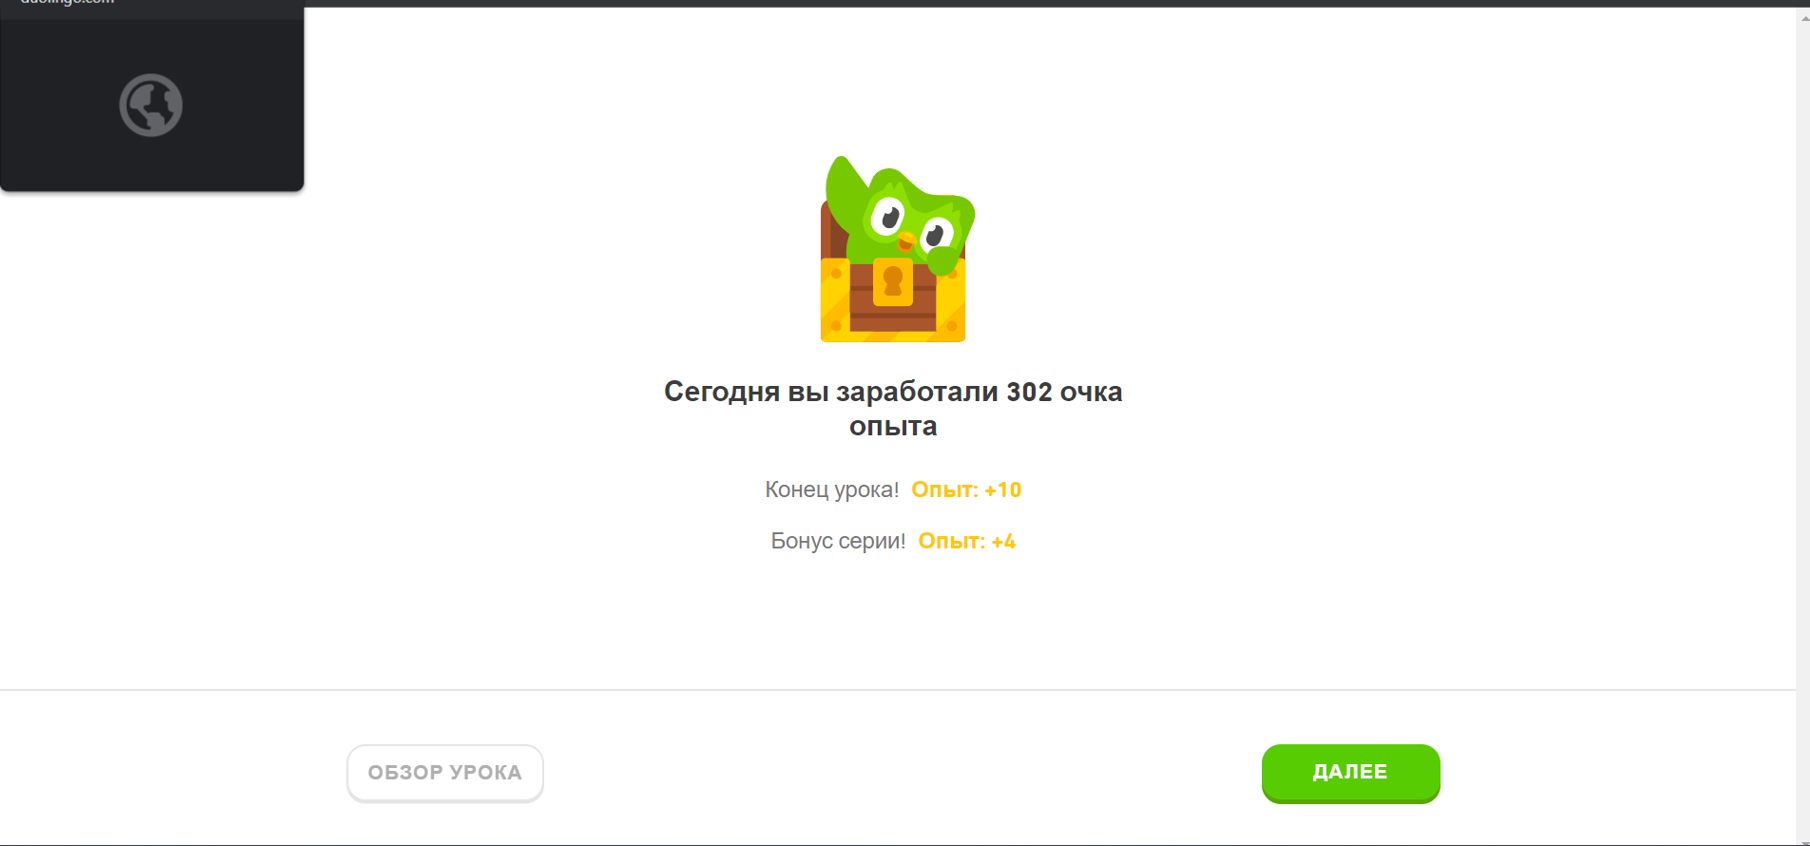 duolingo.com
Сегодня вы заработали 302 очка
опыта
Конец урока! Опыт: +10
Бонус серии! Опыт: +4
ОБЗОР УРОКА
ДАЛЕЕ